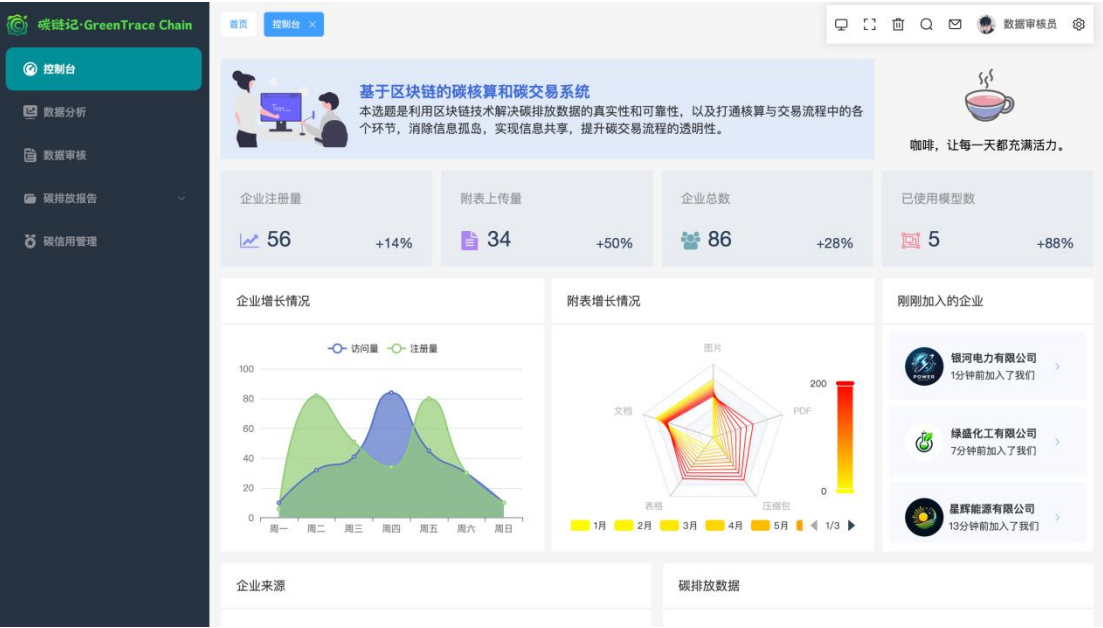 碳链记·GreenTrace Chain
控制台
数据分析
数据审核
碳排放报告
碳信用管理
首页
控制台 ×
数据审核员
基于区块链的碳核算和碳交易系统
本选题是利用区块链技术解决碳排放数据的真实性和可靠性，以及打通核算与交易流程中的各
个环节，消除信息孤岛，实现信息共享，提升碳交易流程的透明性。
咖啡，让每一天都充满活力。
企业注册量
56
+14%
附表上传量
34
+50%
企业总数
86
+28%
已使用模型数
5
+88%
企业增长情况
访问量
注册量
100
80
60
40
20
0
周一
周二
周三
周四
周五
周六
周日
附表增长情况
图片
文档
PDF
表格
压缩包
200
0
1月
2月
3月
4月
5月
1/3
刚刚加入的企业
POWER
银河电力有限公司
1分钟前加入了我们
绿盛化工有限公司
7分钟前加入了我们
星辉能源有限公司
13分钟前加入了我们
企业来源
碳排放数据